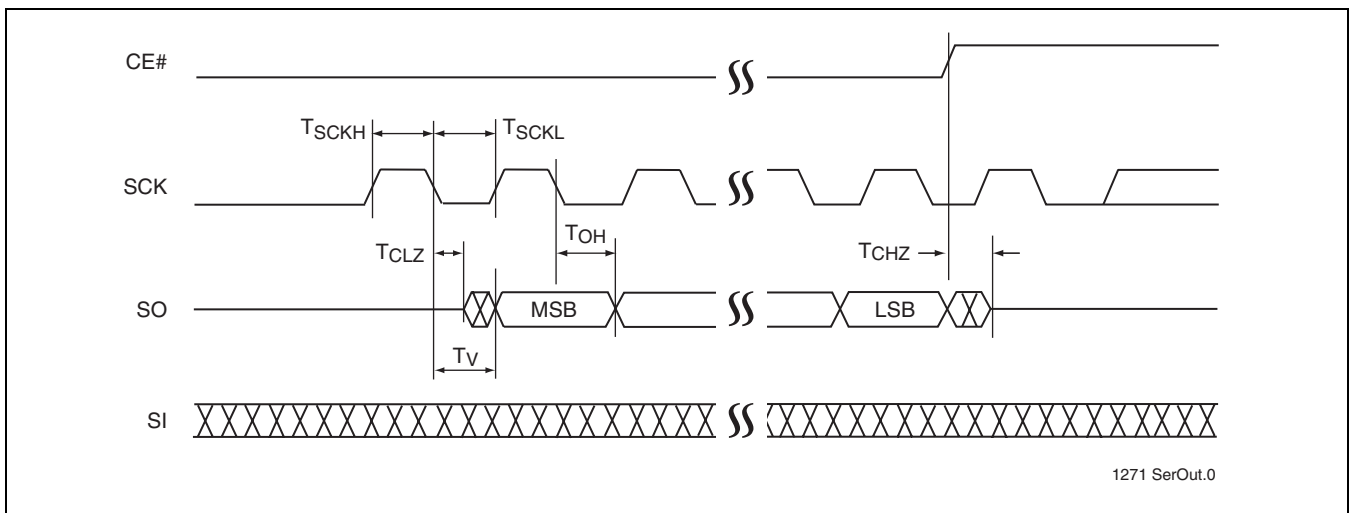 CE#
TSCKH
TSCKL
SCK
TCLZ
TOH
TCHZ
SO
MSB
LSB
TV
SI
1271 SerOut.0